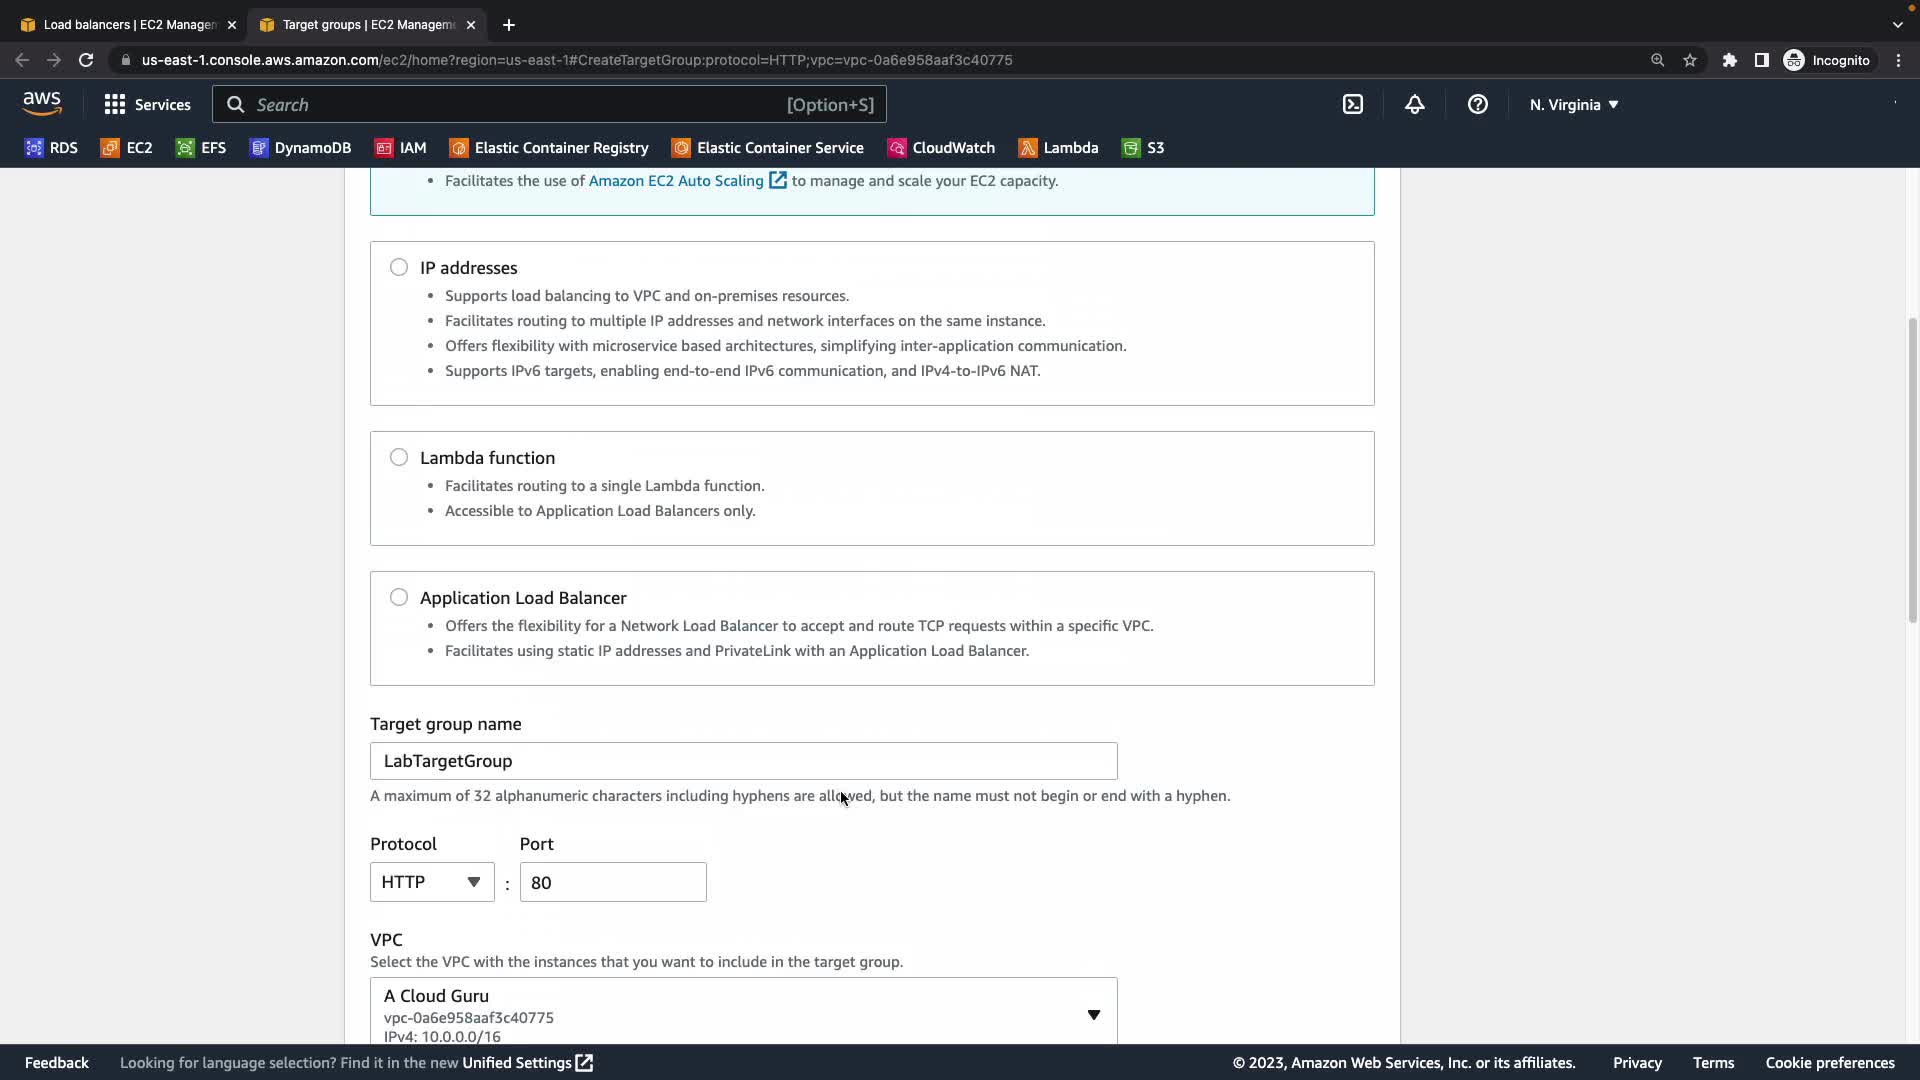 Load balancers | EC2 Managem
Target groups | EC2 Managem
us-east-1.console.aws.amazon.com/ec2/home?region=us-east-1#CreateTargetGroup:protocol=HTTP;vpc=vpc-0a6e958aaf3c40775
Incognito
aws
Services
Search
[Option+S]
N. Virginia
RDS
EC2
EFS
DynamoDB
IAM
Elastic Container Registry
Elastic Container Service
CloudWatch
Lambda
S3
• Facilitates the use of Amazon EC2 Auto Scaling to manage and scale your EC2 capacity.
IP addresses
• Supports load balancing to VPC and on-premises resources.
• Facilitates routing to multiple IP addresses and network interfaces on the same instance.
• Offers flexibility with microservice based architectures, simplifying inter-application communication.
• Supports IPv6 targets, enabling end-to-end IPv6 communication, and IPv4-to-IPv6 NAT.
Lambda function
• Facilitates routing to a single Lambda function.
• Accessible to Application Load Balancers only.
Application Load Balancer
• Offers the flexibility for a Network Load Balancer to accept and route TCP requests within a specific VPC.
• Facilitates using static IP addresses and PrivateLink with an Application Load Balancer.
Target group name
LabTargetGroup
A maximum of 32 alphanumeric characters including hyphens are allowed, but the name must not begin or end with a hyphen.
Protocol
Port
HTTP
:
80
VPC
Select the VPC with the instances that you want to include in the target group.
A Cloud Guru
vpc-0a6e958aaf3c40775
IPv4: 10.0.0.0/16
Feedback
Looking for language selection? Find it in the new Unified Settings
© 2023, Amazon Web Services, Inc. or its affiliates.
Privacy
Terms
Cookie preferences